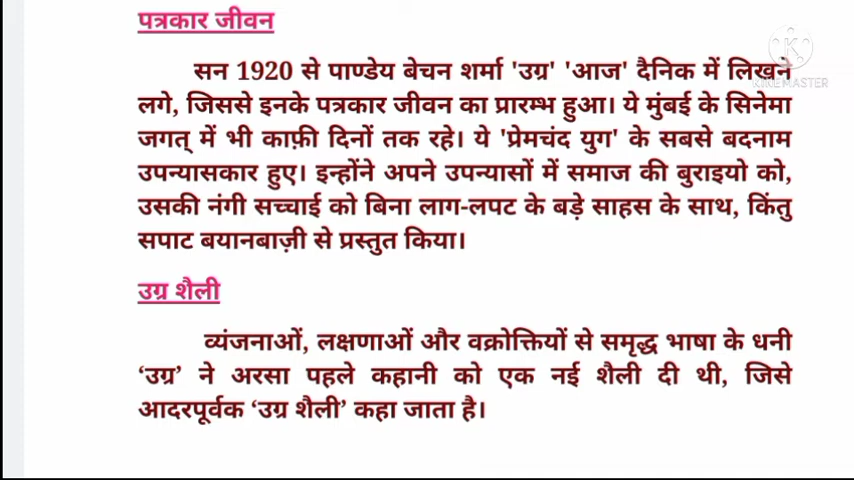 पत्रकार जीवन
सन 1920 से पाण्डेय बेचन शर्मा 'उग्र' 'आज' दैनिक में लिखने
लगे, जिससे इनके पत्रकार जीवन का प्रारम्भ हुआ। ये मुंबई के सिनेमा
जगत् में भी काफ़ी दिनों तक रहे। ये 'प्रेमचंद युग' के सबसे बदनाम
उपन्यासकार हुए। इन्होंने अपने उपन्यासों में समाज की बुराइयो को,
उसकी नंगी सच्चाई को बिना लाग-लपट के बड़े साहस के साथ, किंतु
सपाट बयानबाज़ी से प्रस्तुत किया।
उग्र शैली
व्यंजनाओं, लक्षणाओं और वक्रोक्तियों से समृद्ध भाषा के धनी
‘उग्र’ ने अरसा पहले कहानी को एक नई शैली दी थी, जिसे
आदरपूर्वक ‘उग्र शैली’ कहा जाता है।
K
KINEMASTER